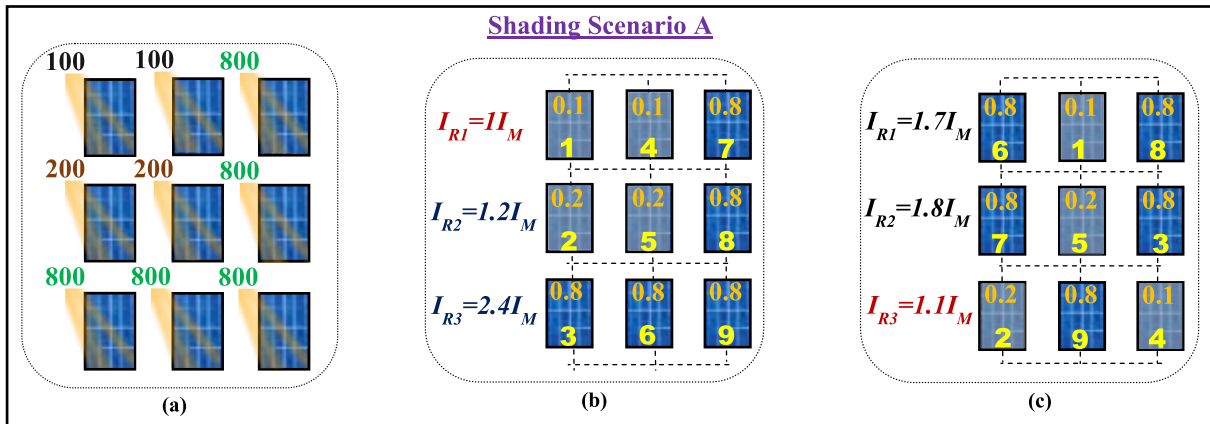 Shading Scenario A
100 100 800
200 200 800
800 800 800
(a)
I_R1=1I_M 0.1 0.1 0.8
1 4 7
I_R2=1.2I_M 0.2 0.2 0.8
2 5 8
I_R3=2.4I_M 0.8 0.8 0.8
3 6 9
(b)
I_R1=1.7I_M 0.8 0.1 0.8
6 1 8
I_R2=1.8I_M 0.8 0.2 0.8
7 5 3
I_R3=1.1I_M 0.2 0.8 0.1
2 9 4
(c)